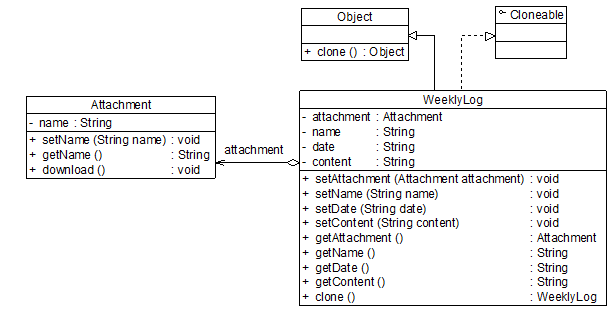 Object
+ clone () : Object
Cloneable
Attachment
- name : String
+ setName (String name) : void
+ getName () : String
+ download () : void
attachment
WeeklyLog
- attachment : Attachment
- name : String
- date : String
- content : String
+ setAttachment (Attachment attachment) : void
+ setName (String name) : void
+ setDate (String date) : void
+ setContent (String content) : void
+ getAttachment () : Attachment
+ getName () : String
+ getDate () : String
+ getContent () : String
+ clone () : WeeklyLog